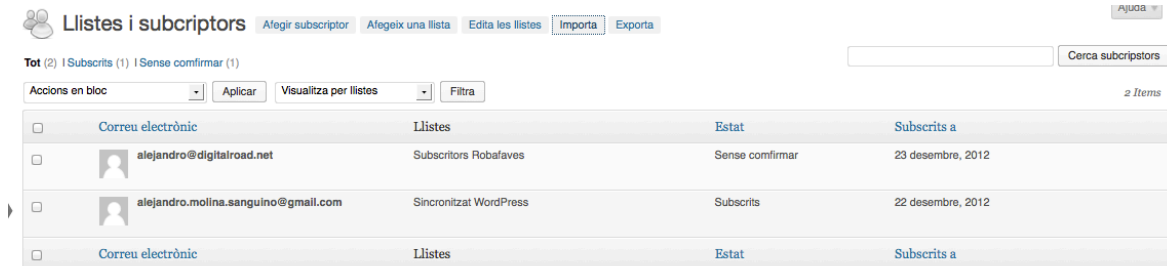 Ajuda
Llistes i subcriptors Afegir subscriptor Afegeix una llista Edita les llistes Importa Exporta
Tot (2) | Subscrits (1) | Sense comfirmar (1)
Cerca subcripstors
Accions en bloc Aplicar Visualitza per llistes Filtra
2 Items
Correu electrònic Llistes Estat Subscrits a
alejandro@digitalroad.net Subscritors Robafaves Sense comfirmar 23 desembre, 2012
alejandro.molina.sanguino@gmail.com Sincronitzat WordPress Subscrits 22 desembre, 2012
Correu electrònic Llistes Estat Subscrits a